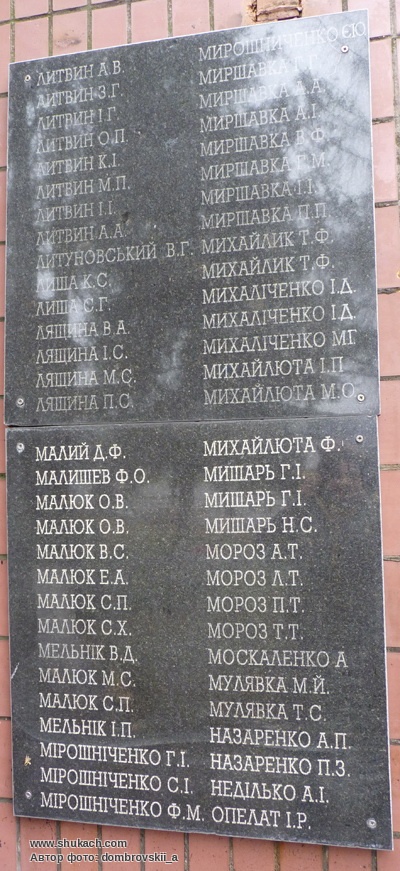 ЛИТВИН А.В.
ЛИТВИН З.Г.
ЛИТВИН І.Г.
ЛИТВИН О.П.
ЛИТВИН К.І.
ЛИТВИН М.П.
ЛИТВИН І.І.
ЛИТВИН А.А.
ЛИТУНОВСЬКИЙ В.Г.
ЛИША К.С.
ЛИША С.Г.
ЛЯЩИНА В.А.
ЛЯЩИНА І.С.
ЛЯЩИНА М.С.
ЛЯЩИНА П.С.
МИРОШНИЧЕНКО Є.Ю
МИРШАВКА Г.Г.
МИРШАВКА А.А.
МИРШАВКА А.І.
МИРШАВКА В.Ф.
МИРШАВКА Г.М.
МИРШАВКА І.І.
МИРШАВКА П.П.
МИХАЙЛИК Т.Ф.
МИХАЙЛИК Т.Ф.
МИХАЛІЧЕНКО І.Д.
МИХАЛІЧЕНКО І.Д.
МИХАЛІЧЕНКО МГ
МИХАЙЛЮТА І.П
МИХАЙЛЮТА М.О.
МАЛИЙ Д.Ф.
МАЛИШЕВ Ф.О.
МАЛЮК О.В.
МАЛЮК О.В.
МАЛЮК В.С.
МАЛЮК Е.А.
МАЛЮК С.П.
МАЛЮК С.Х.
МЕЛЬНІК В.Д.
МАЛЮК М.С.
МАЛЮК С.П.
МЕЛЬНІК І.П.
МІРОШНІЧЕНКО Г.І.
МІРОШНІЧЕНКО С.І.
МІРОШНІЧЕНКО Ф.М.
МИХАЙЛЮТА Ф.
МИШАРЬ Г.І.
МИШАРЬ Г.І.
МИШАРЬ Н.С.
МОРОЗ А.Т.
МОРОЗ Л.Т.
МОРОЗ П.Т.
МОРОЗ Т.Т.
МОСКАЛЕНКО А
МУЛЯВКА М.Й.
МУЛЯВКА Т.С.
НАЗАРЕНКО А.П.
НАЗАРЕНКО П.З.
НЕДІЛЬКО А.І.
ОПЕЛАТ І.Р.
www.shukach.com
Автор фото: dombrovskii_a